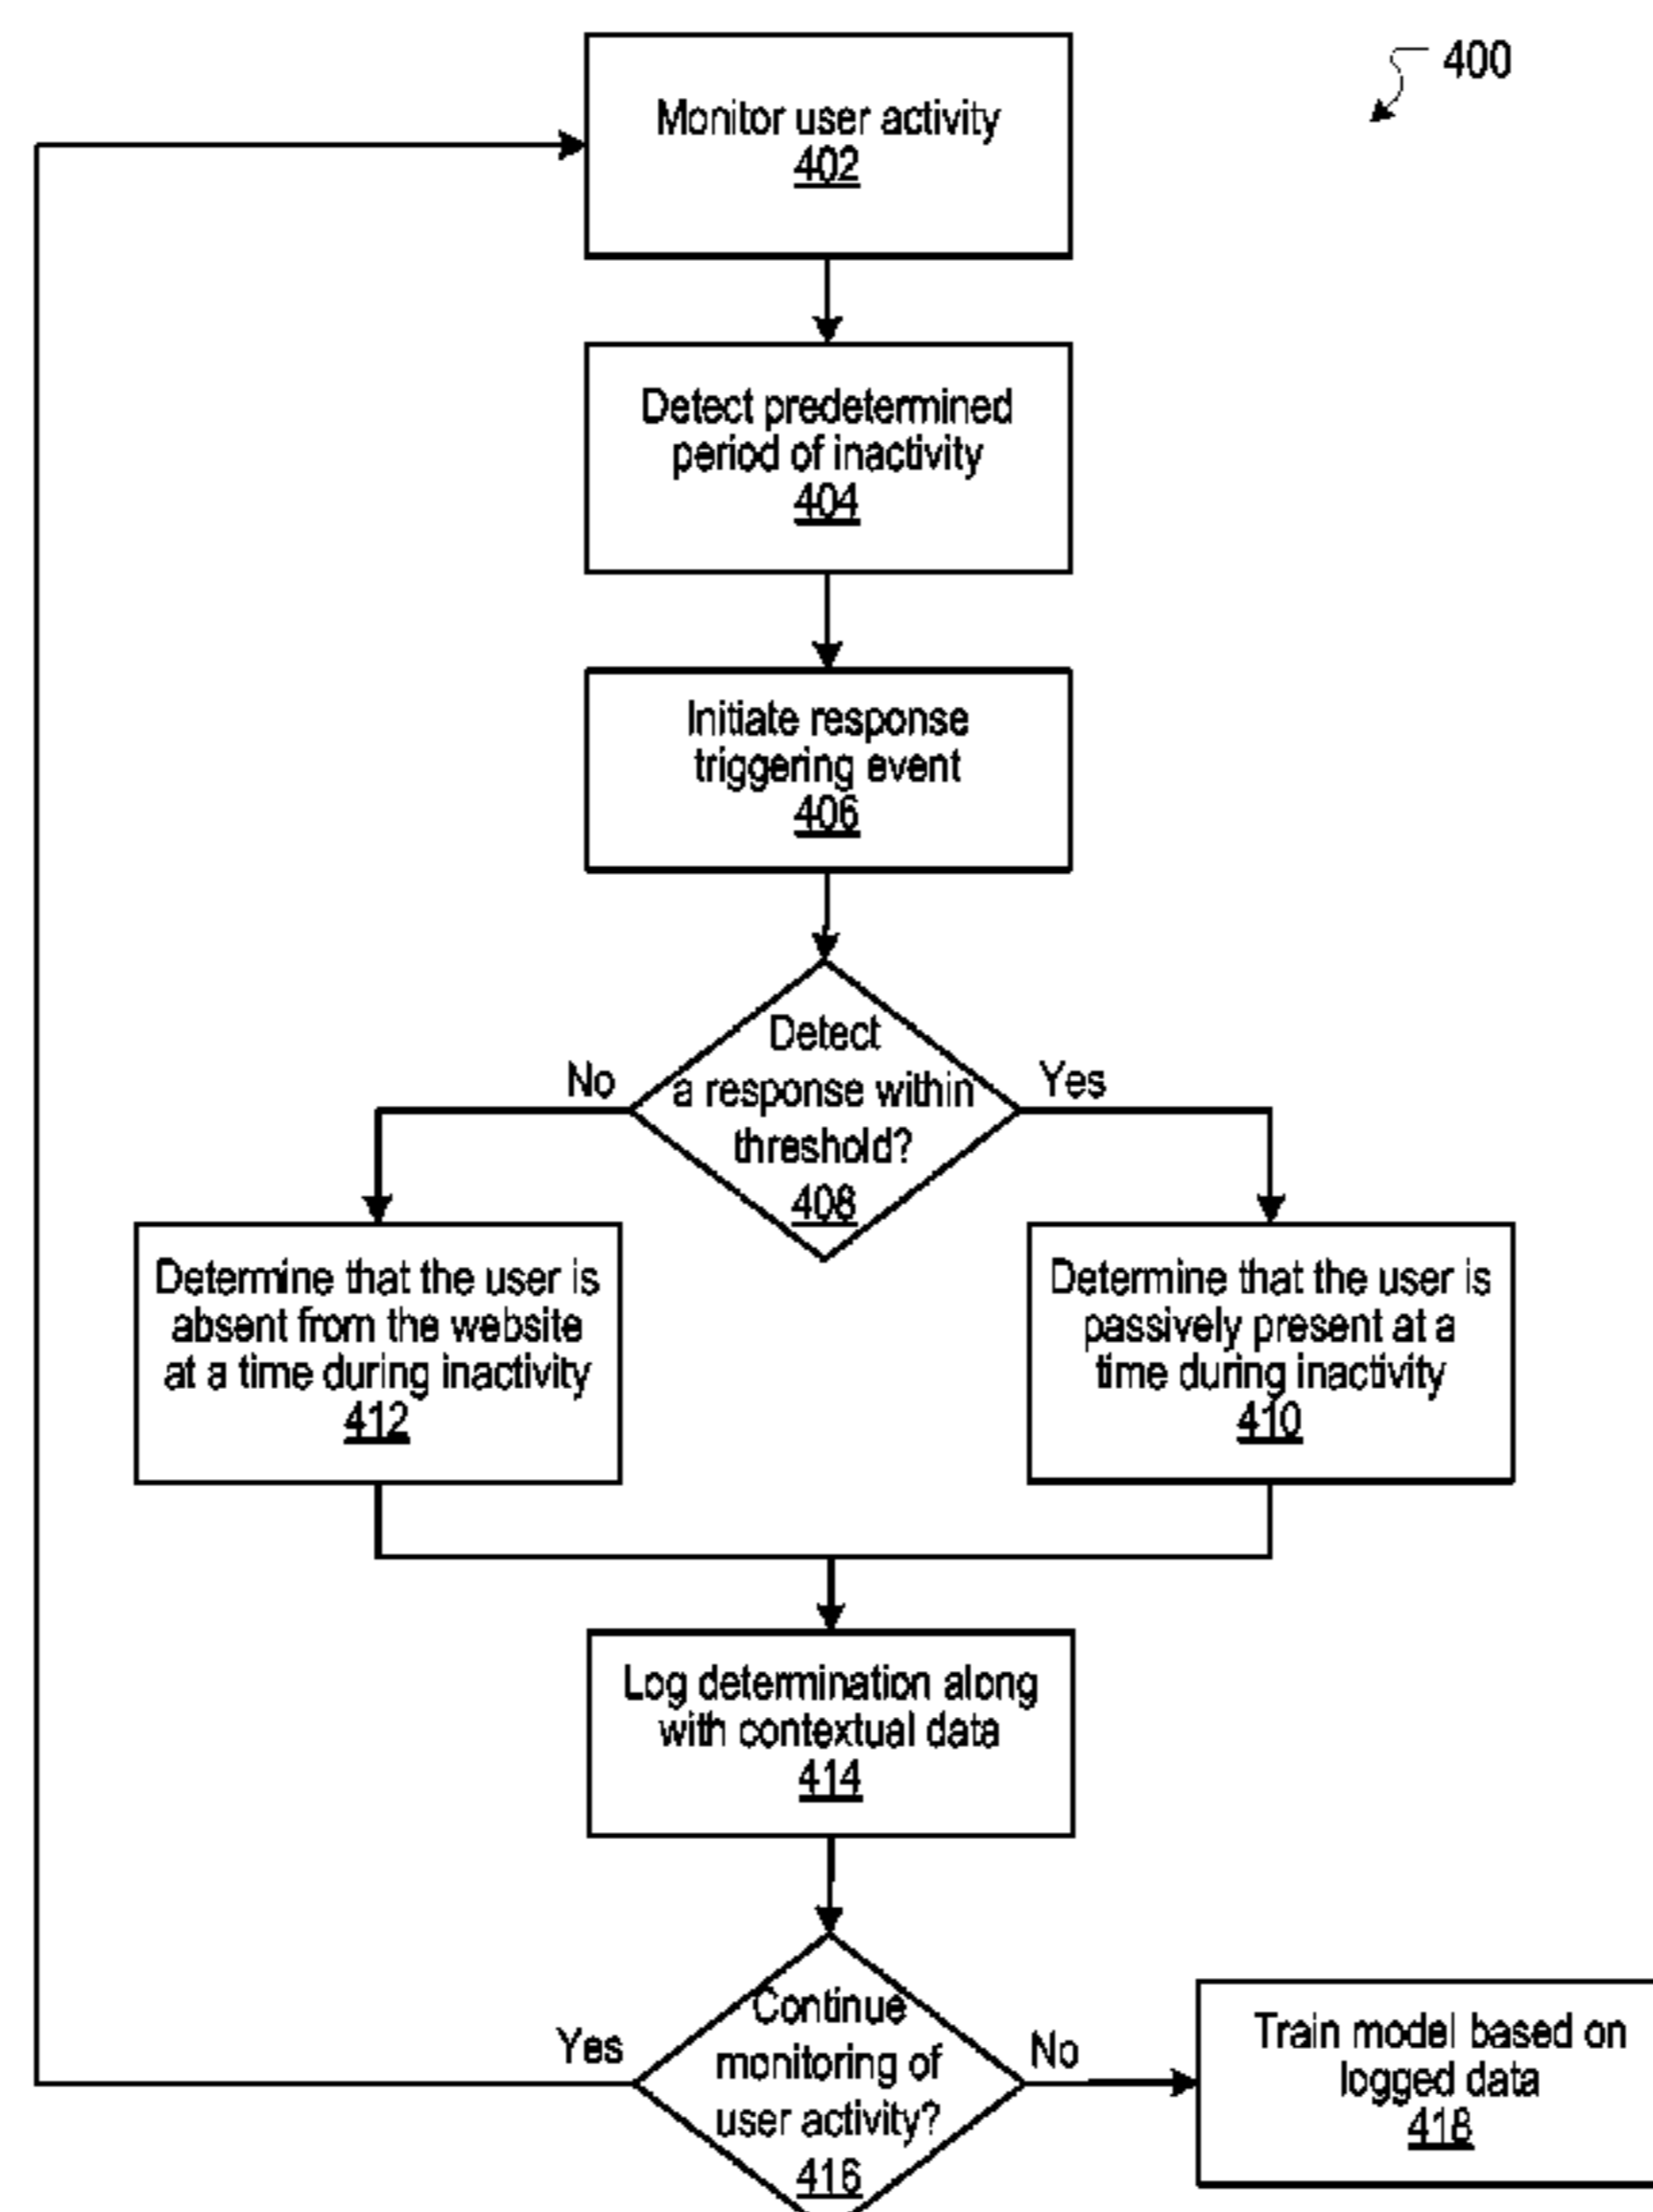 400
Monitor user activity
402
Detect predetermined
period of inactivity
404
Initiate response
triggering event
406
Detect
a response within
threshold?
408
No
Yes
Determine that the user is
absent from the website
at a time during inactivity
412
Determine that the user is
passively present at a
time during inactivity
410
Log determination along
with contextual data
414
Continue
monitoring of
user activity?
416
Yes
No
Train model based on
logged data
418